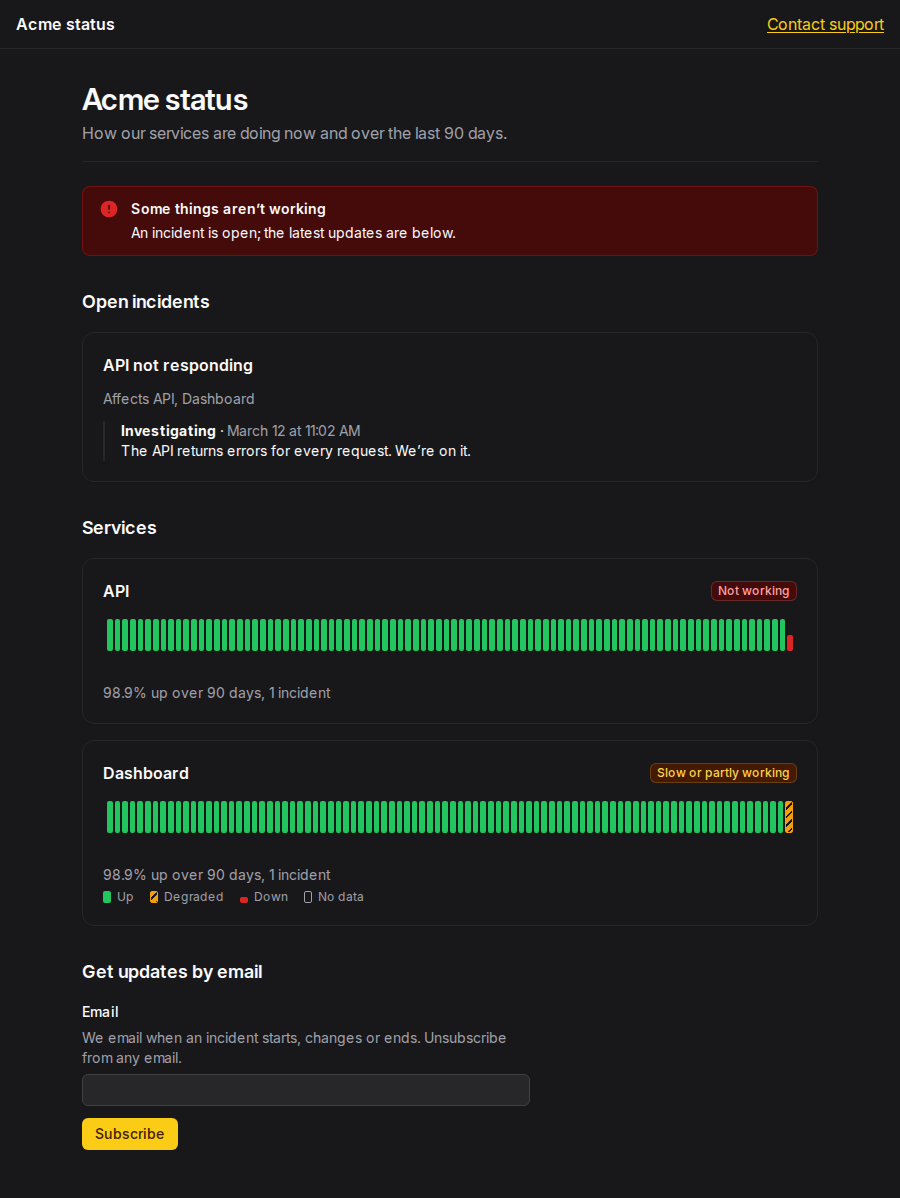 Acme status
Contact support
Acme status
How our services are doing now and over the last 90 days.
Some things aren’t working
An incident is open; the latest updates are below.
Open incidents
API not responding
Affects API, Dashboard
Investigating · March 12 at 11:02 AM
The API returns errors for every request. We’re on it.
Services
API
Not working
98.9% up over 90 days, 1 incident
Dashboard
Slow or partly working
98.9% up over 90 days, 1 incident
Up Degraded Down No data
Get updates by email
Email
We email when an incident starts, changes or ends. Unsubscribe
from any email.
Subscribe